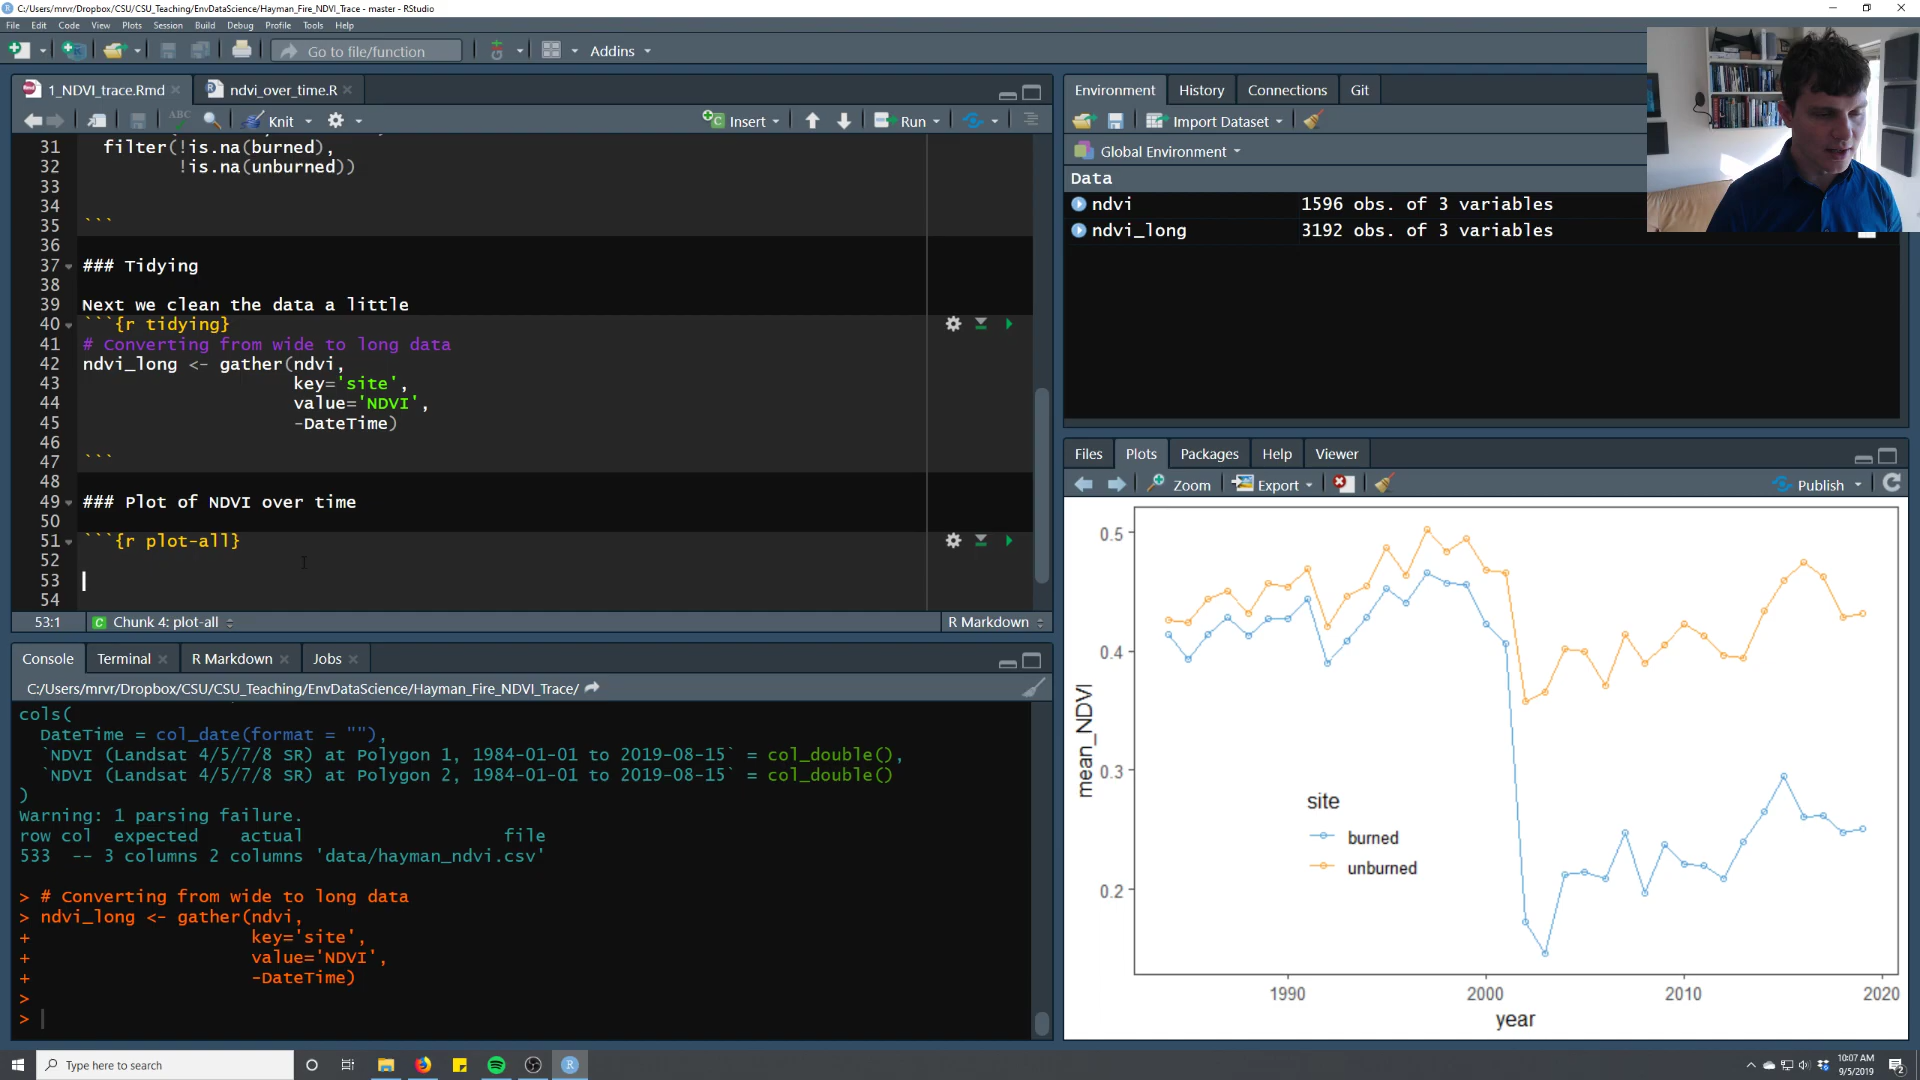 C:/Users/mrvr/Dropbox/CSU/CSU_Teaching/EnvDataScience/Hayman_Fire_NDVI_Trace - master - RStudio
File Edit Code View Plots Session Build Debug Profile Tools Help
Go to file/function
Addins
1_NDVI_trace.Rmd
ndvi_over_time.R
ABC
Knit
Insert
Run
31 filter(!is.na(burned),
32 !is.na(unburned))
33
34
35 ```
36
37 ### Tidying
38
39 Next we clean the data a little
40 ```{r tidying}
41 # Converting from wide to long data
42 ndvi_long <- gather(ndvi,
43 key='site',
44 value='NDVI',
45 -DateTime)
46
47 ```
48
49 ### Plot of NDVI over time
50
51 ```{r plot-all}
52
53
54
53:1 Chunk 4: plot-all R Markdown
Console Terminal R Markdown Jobs
C:/Users/mrvr/Dropbox/CSU/CSU_Teaching/EnvDataScience/Hayman_Fire_NDVI_Trace/
cols(
DateTime = col_date(format = ""),
`NDVI (Landsat 4/5/7/8 SR) at Polygon 1, 1984-01-01 to 2019-08-15` = col_double(),
`NDVI (Landsat 4/5/7/8 SR) at Polygon 2, 1984-01-01 to 2019-08-15` = col_double()
)
Warning: 1 parsing failure.
row col expected actual file
533 -- 3 columns 2 columns 'data/hayman_ndvi.csv'
> # Converting from wide to long data
> ndvi_long <- gather(ndvi,
+ key='site',
+ value='NDVI',
+ -DateTime)
>
>
Environment History Connections Git
Import Dataset
Global Environment
Data
ndvi 1596 obs. of 3 variables
ndvi_long 3192 obs. of 3 variables
Files Plots Packages Help Viewer
Zoom Export Publish
0.5
0.4
0.3
0.2
mean_NDVI
site
burned
unburned
1990 2000 2010 2020
year
Type here to search
10:07 AM
9/5/2019